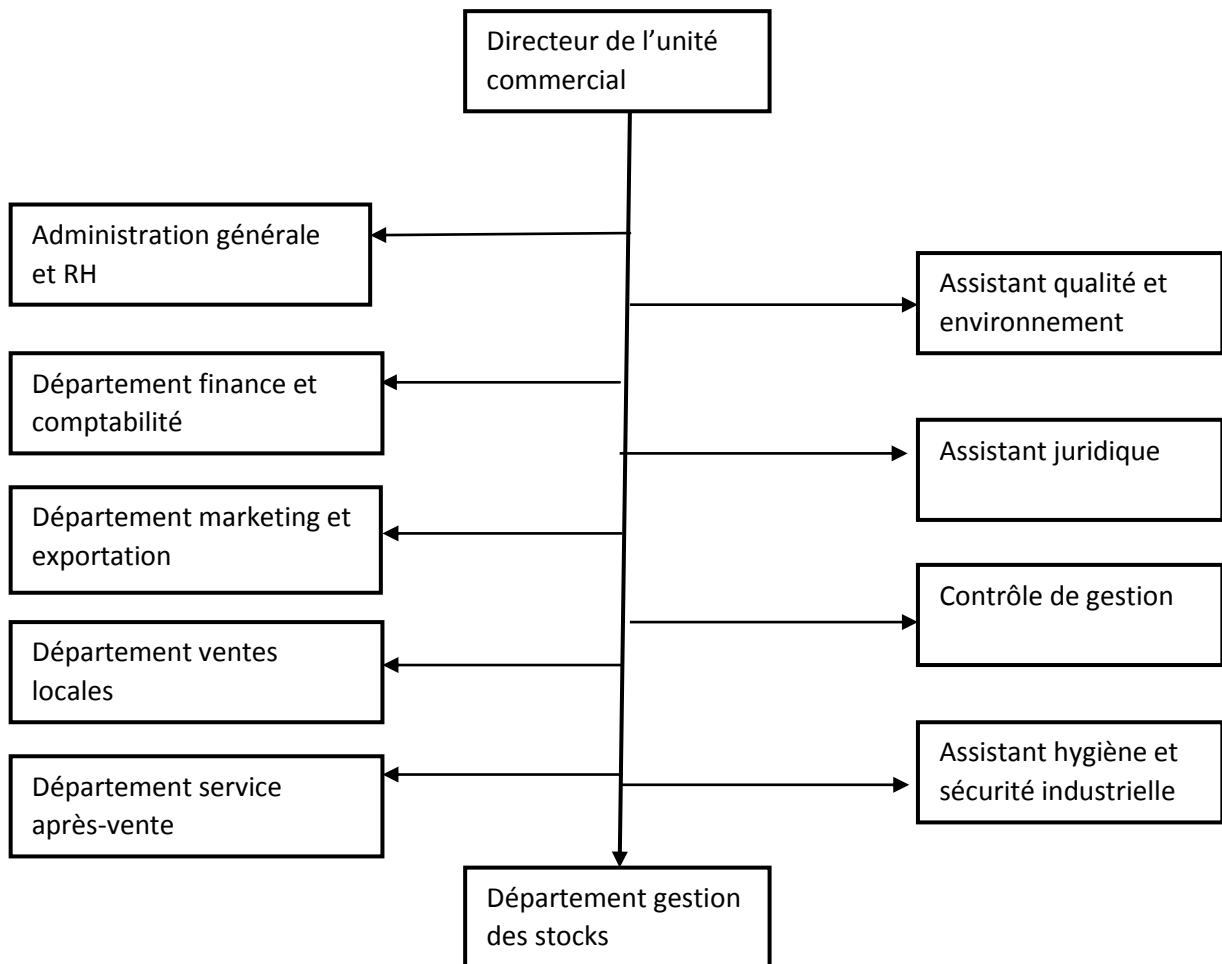 Directeur de l’unité
commercial
Administration générale
et RH
Assistant qualité et
environnement
Département finance et
comptabilité
Assistant juridique
Département marketing et
exportation
Contrôle de gestion
Département ventes
locales
Assistant hygiène et
sécurité industrielle
Département service
après-vente
Département gestion
des stocks